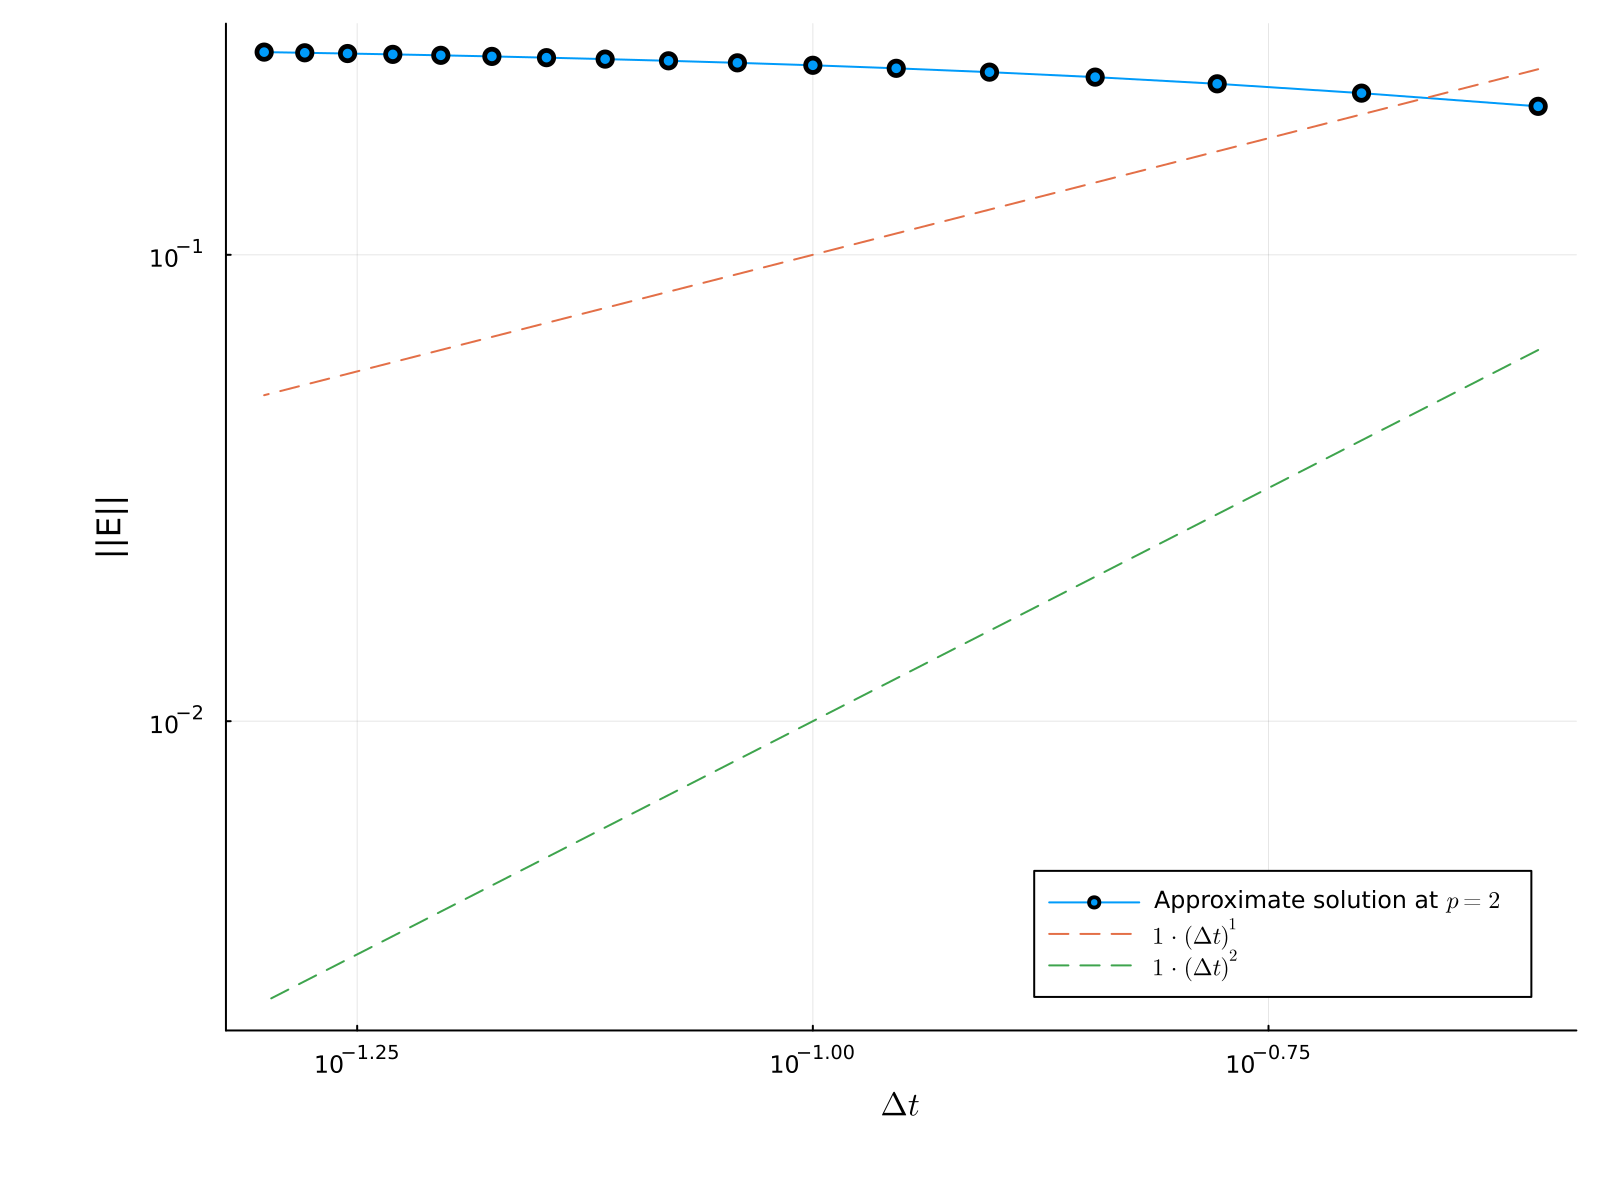 ||E||
10⁻¹
10⁻²
Approximate solution at p = 2
1 · (Δt)¹
1 · (Δt)²
10⁻¹·²⁵
10⁻¹·⁰⁰
10⁻⁰·⁷⁵
Δt